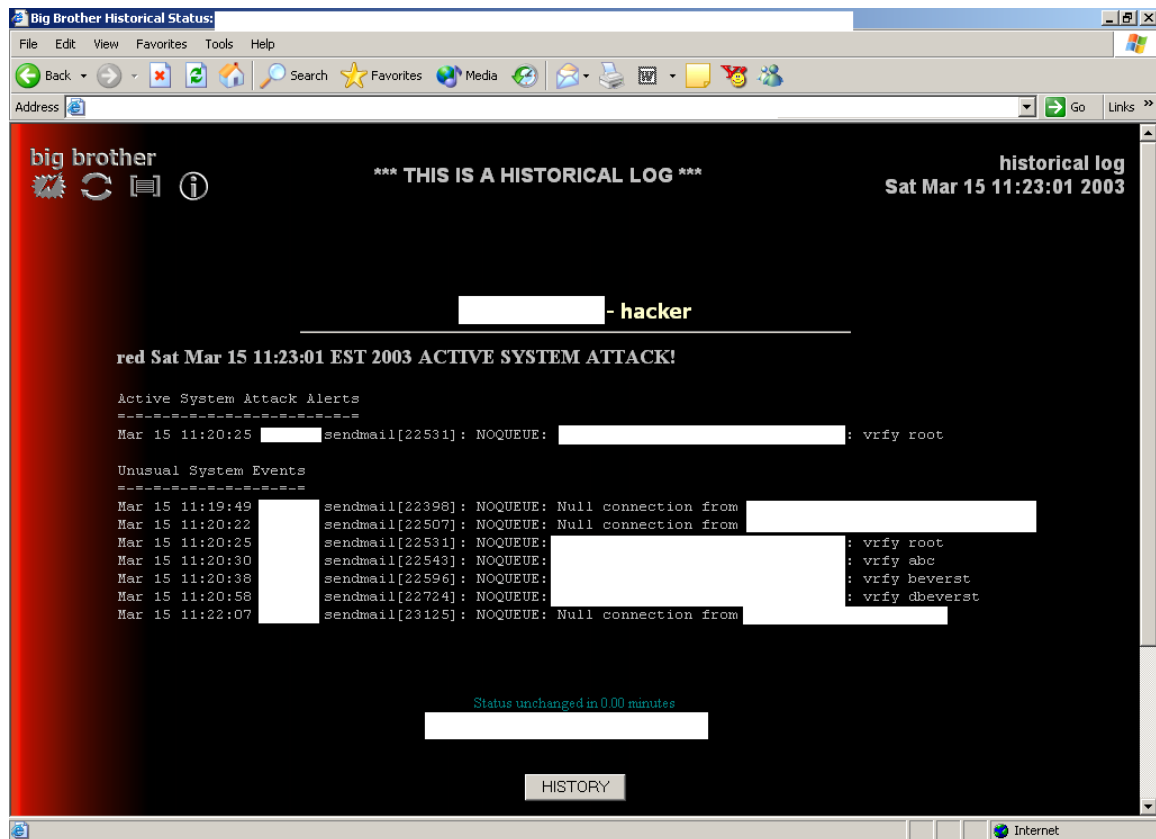 Big Brother Historical Status:
File Edit View Favorites Tools Help
Back Search Favorites Media
Address Go Links »
big brother
*** THIS IS A HISTORICAL LOG ***
historical log
Sat Mar 15 11:23:01 2003
- hacker
red Sat Mar 15 11:23:01 EST 2003 ACTIVE SYSTEM ATTACK!
Active System Attack Alerts
=-=-=-=-=-=-=-=-=-=-=-=-=-=
Mar 15 11:20:25 sendmail[22531]: NOQUEUE: : vrfy root
Unusual System Events
=-=-=-=-=-=-=-=-=-=-=
Mar 15 11:19:49 sendmail[22398]: NOQUEUE: Null connection from
Mar 15 11:20:22 sendmail[22507]: NOQUEUE: Null connection from
Mar 15 11:20:25 sendmail[22531]: NOQUEUE: : vrfy root
Mar 15 11:20:30 sendmail[22543]: NOQUEUE: : vrfy abc
Mar 15 11:20:38 sendmail[22596]: NOQUEUE: : vrfy beverst
Mar 15 11:20:58 sendmail[22724]: NOQUEUE: : vrfy dbeverst
Mar 15 11:22:07 sendmail[23125]: NOQUEUE: Null connection from
Status unchanged in 0.00 minutes
HISTORY
Internet